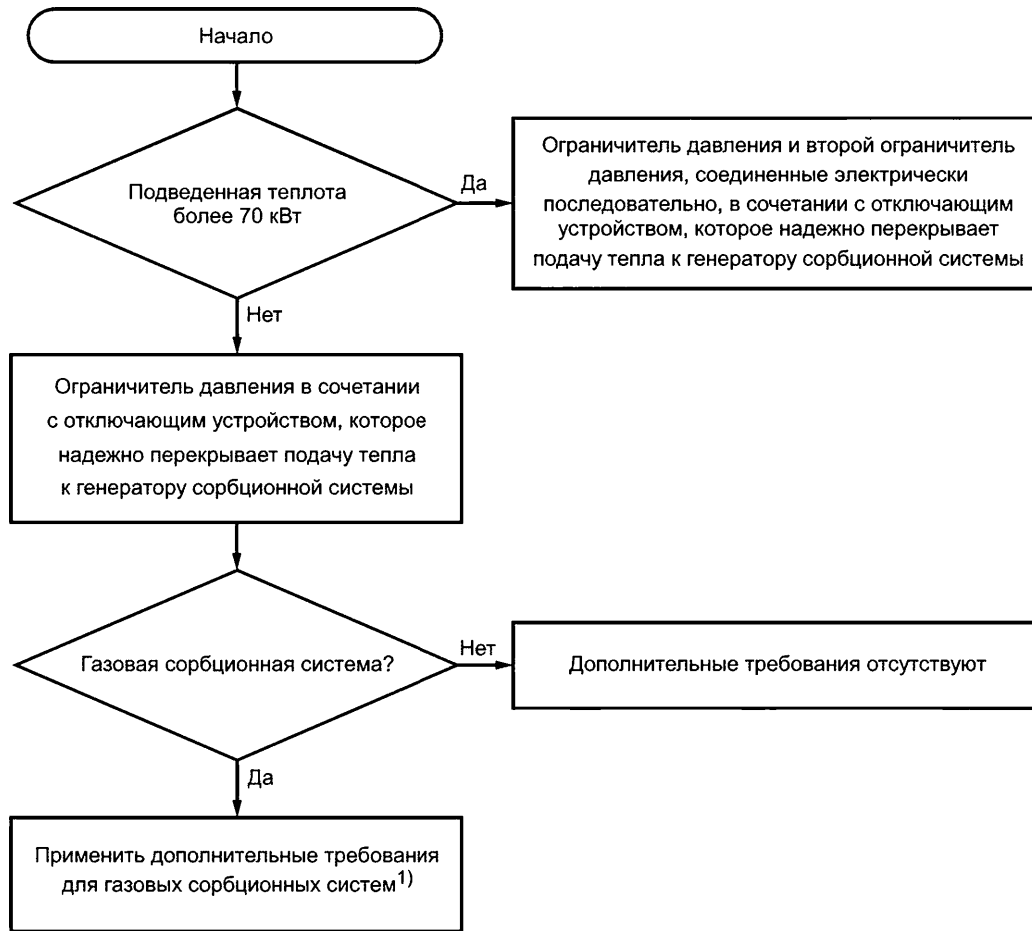 Начало
Подведенная теплота
более 70 кВт
Да
Ограничитель давления и второй ограничитель
давления, соединенные электрически
последовательно, в сочетании с отключающим
устройством, которое надежно перекрывает
подачу тепла к генератору сорбционной системы
Нет
Ограничитель давления в сочетании
с отключающим устройством, которое
надежно перекрывает подачу тепла
к генератору сорбционной системы
Газовая сорбционная система?
Нет
Дополнительные требования отсутствуют
Да
Применить дополнительные требования
для газовых сорбционных систем1)